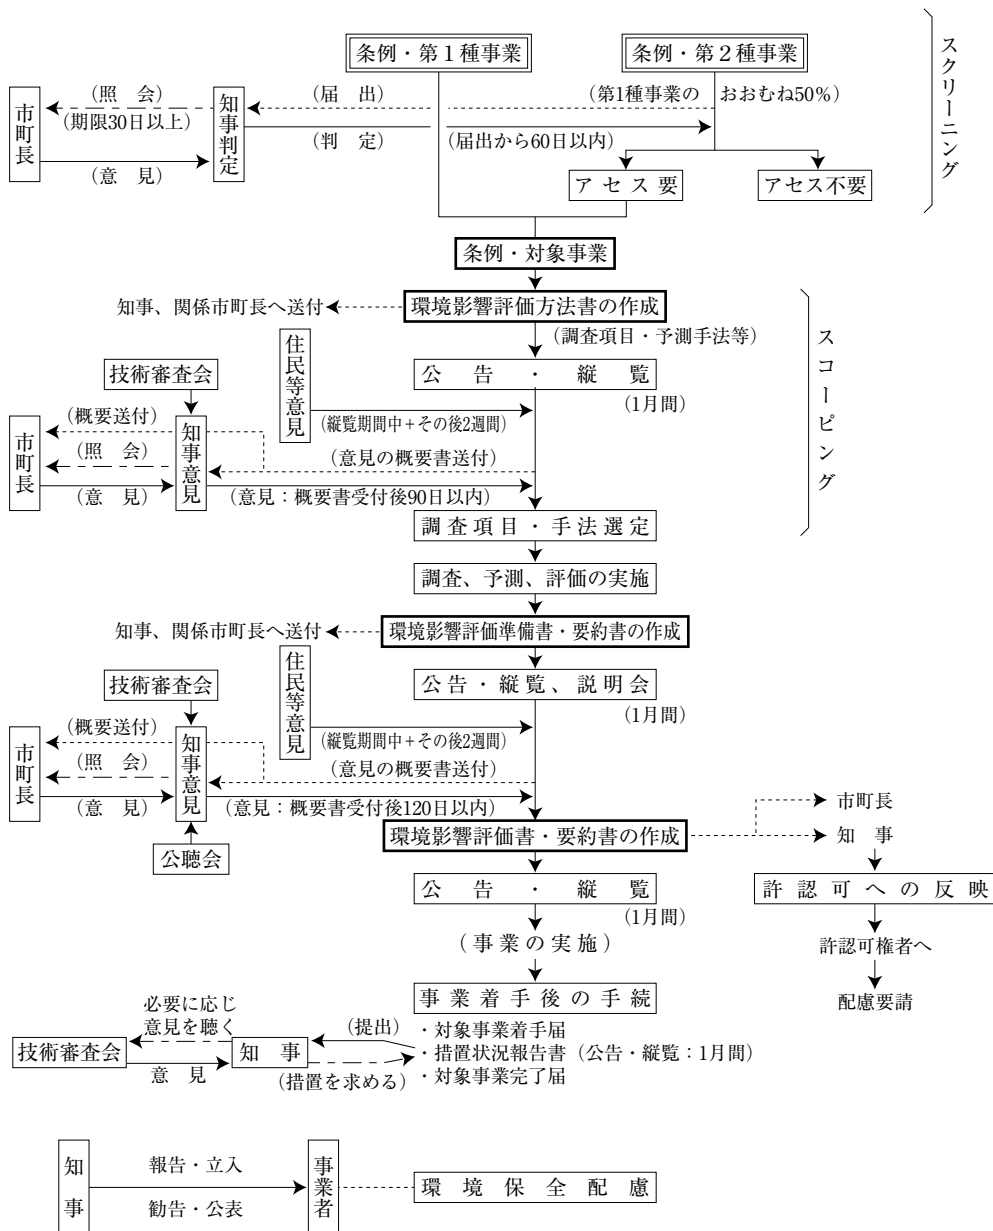 条例・第１種事業
条例・第２種事業
スクリーニング
市町長
（照　会）
（期限30日以上）
（意　見）
知事判定
（届　出）
（第1種事業の　おおむね50％）
（判　定）
（届出から60日以内）
アセス要
アセス不要
条例・対象事業
知事、関係市町長へ送付
環境影響評価方法書の作成
（調査項目・予測手法等）
スコーピング
住民等意見
公告・縦覧
（1月間）
技術審査会
（縦覧期間中＋その後2週間）
市町長
（概要送付）
（照　会）
（意　見）
知事意見
（意見の概要書送付）
（意見：概要書受付後90日以内）
調査項目・手法選定
調査、予測、評価の実施
知事、関係市町長へ送付
環境影響評価準備書・要約書の作成
住民等意見
公告・縦覧、説明会
（1月間）
技術審査会
（縦覧期間中＋その後2週間）
市町長
（概要送付）
（照　会）
（意　見）
知事意見
（意見の概要書送付）
（意見：概要書受付後120日以内）
公聴会
環境影響評価書・要約書の作成
市町長
知　事
公告・縦覧
（1月間）
許認可への反映
（事業の実施）
許認可権者へ
事業着手後の手続
配慮要請
必要に応じ
意見を聴く
技術審査会
意　見
知　事
（提出）
（措置を求める）
・対象事業着手届
・措置状況報告書（公告・縦覧：1月間）
・対象事業完了届
知事
報告・立入
勧告・公表
事業者
環境保全配慮